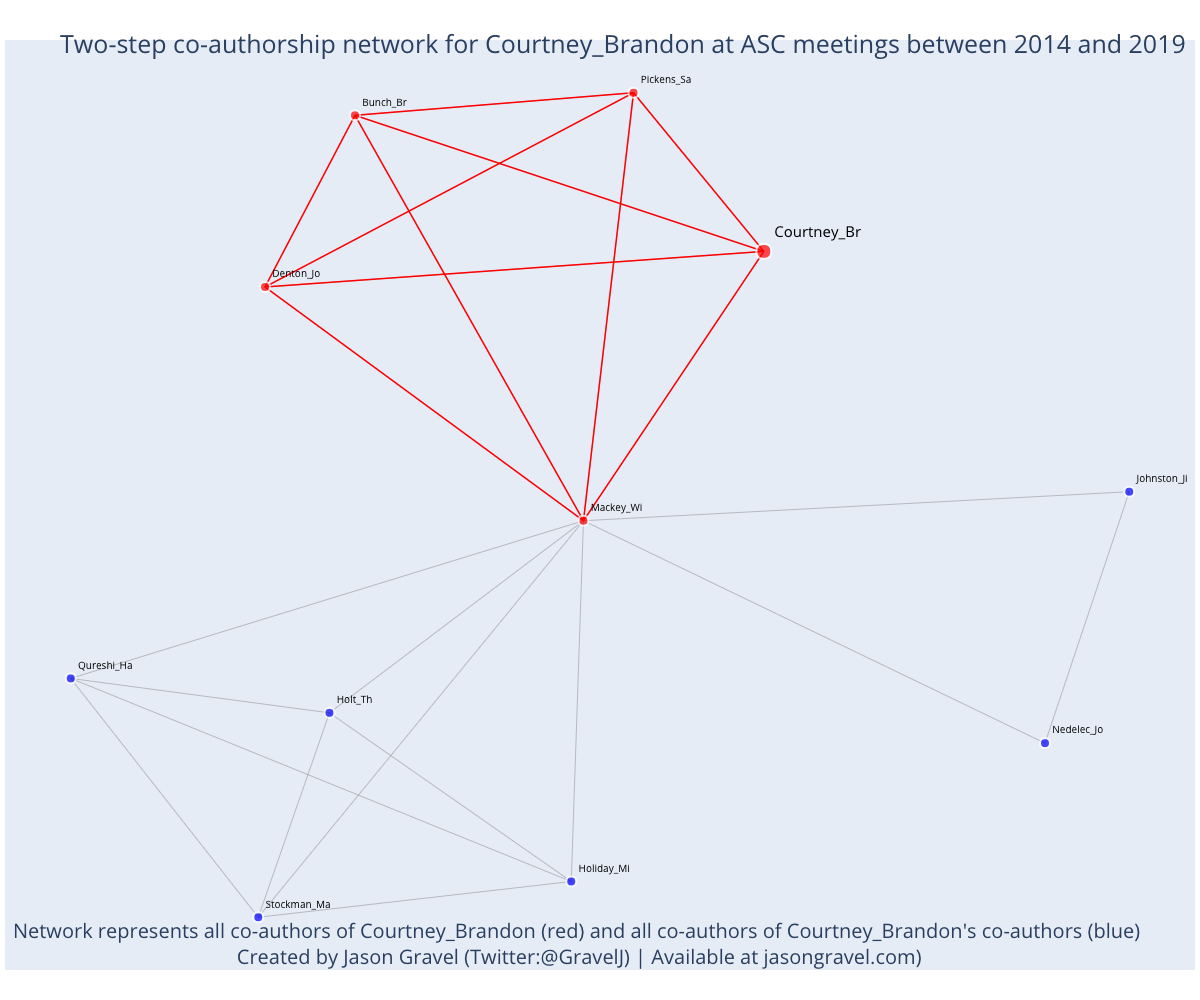 Two-step co-authorship network for Courtney_Brandon at ASC meetings between 2014 and 2019
Pickens_Sa
Bunch_Br
Courtney_Br
Denton_Jo
Johnston_Ji
Mackey_Wi
Qureshi_Ha
Holt_Th
Nedelec_Jo
Holiday_Mi
Stockman_Ma
Network represents all co-authors of Courtney_Brandon (red) and all co-authors of Courtney_Brandon's co-authors (blue)
Created by Jason Gravel (Twitter:@GravelJ) | Available at jasongravel.com)